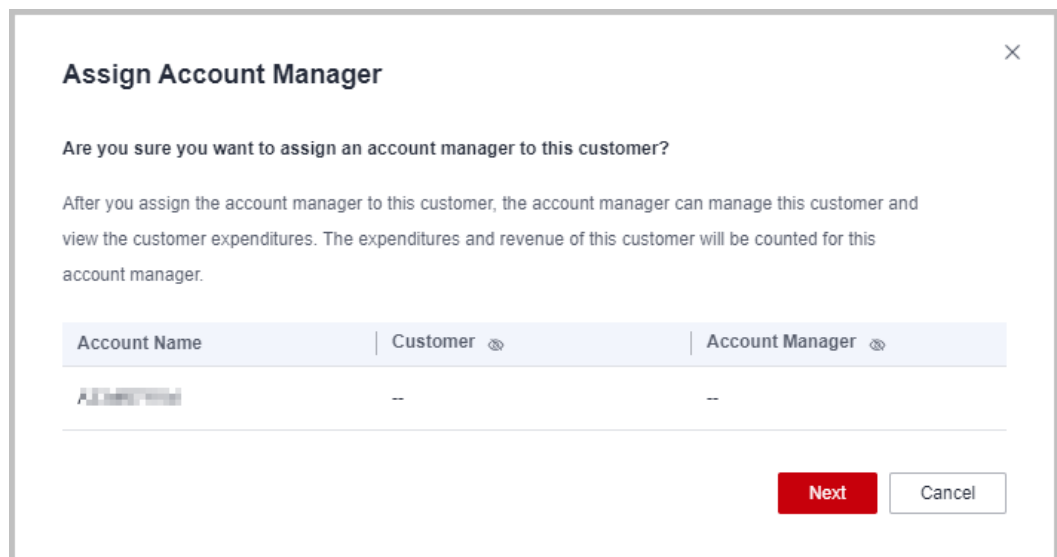 Assign Account Manager
Are you sure you want to assign an account manager to this customer?
After you assign the account manager to this customer, the account manager can manage this customer and
view the customer expenditures. The expenditures and revenue of this customer will be counted for this
account manager.
Account Name Customer Account Manager
-- --
Next Cancel